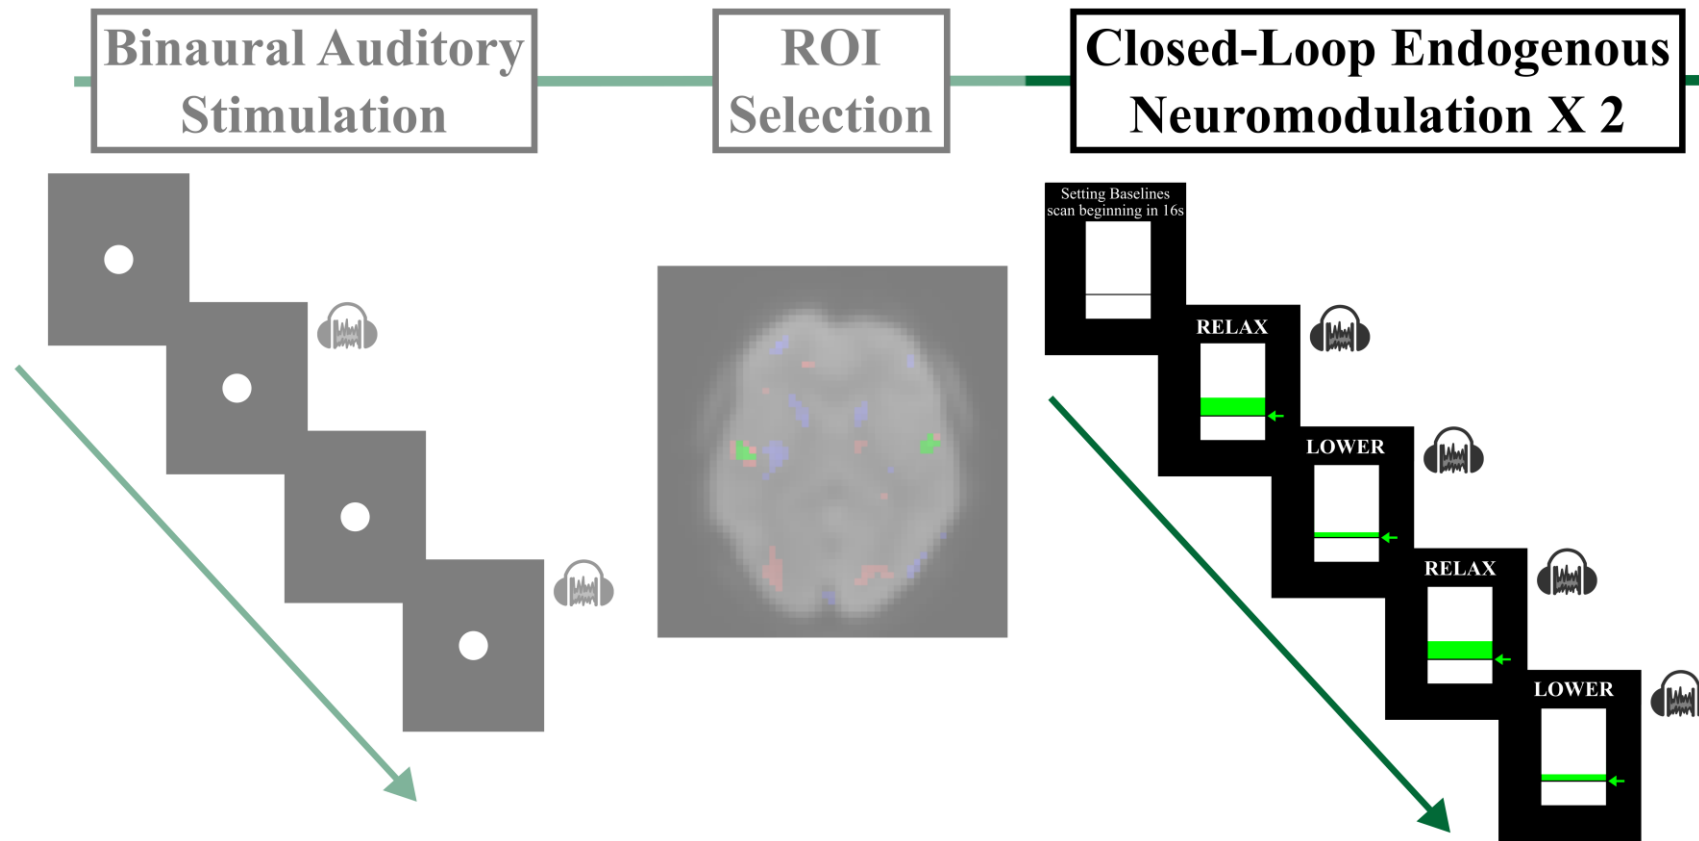 Binaural Auditory
Stimulation
ROI
Selection
Closed-Loop Endogenous
Neuromodulation X 2
Setting Baselines
scan beginning in 16s
RELAX
LOWER
RELAX
LOWER